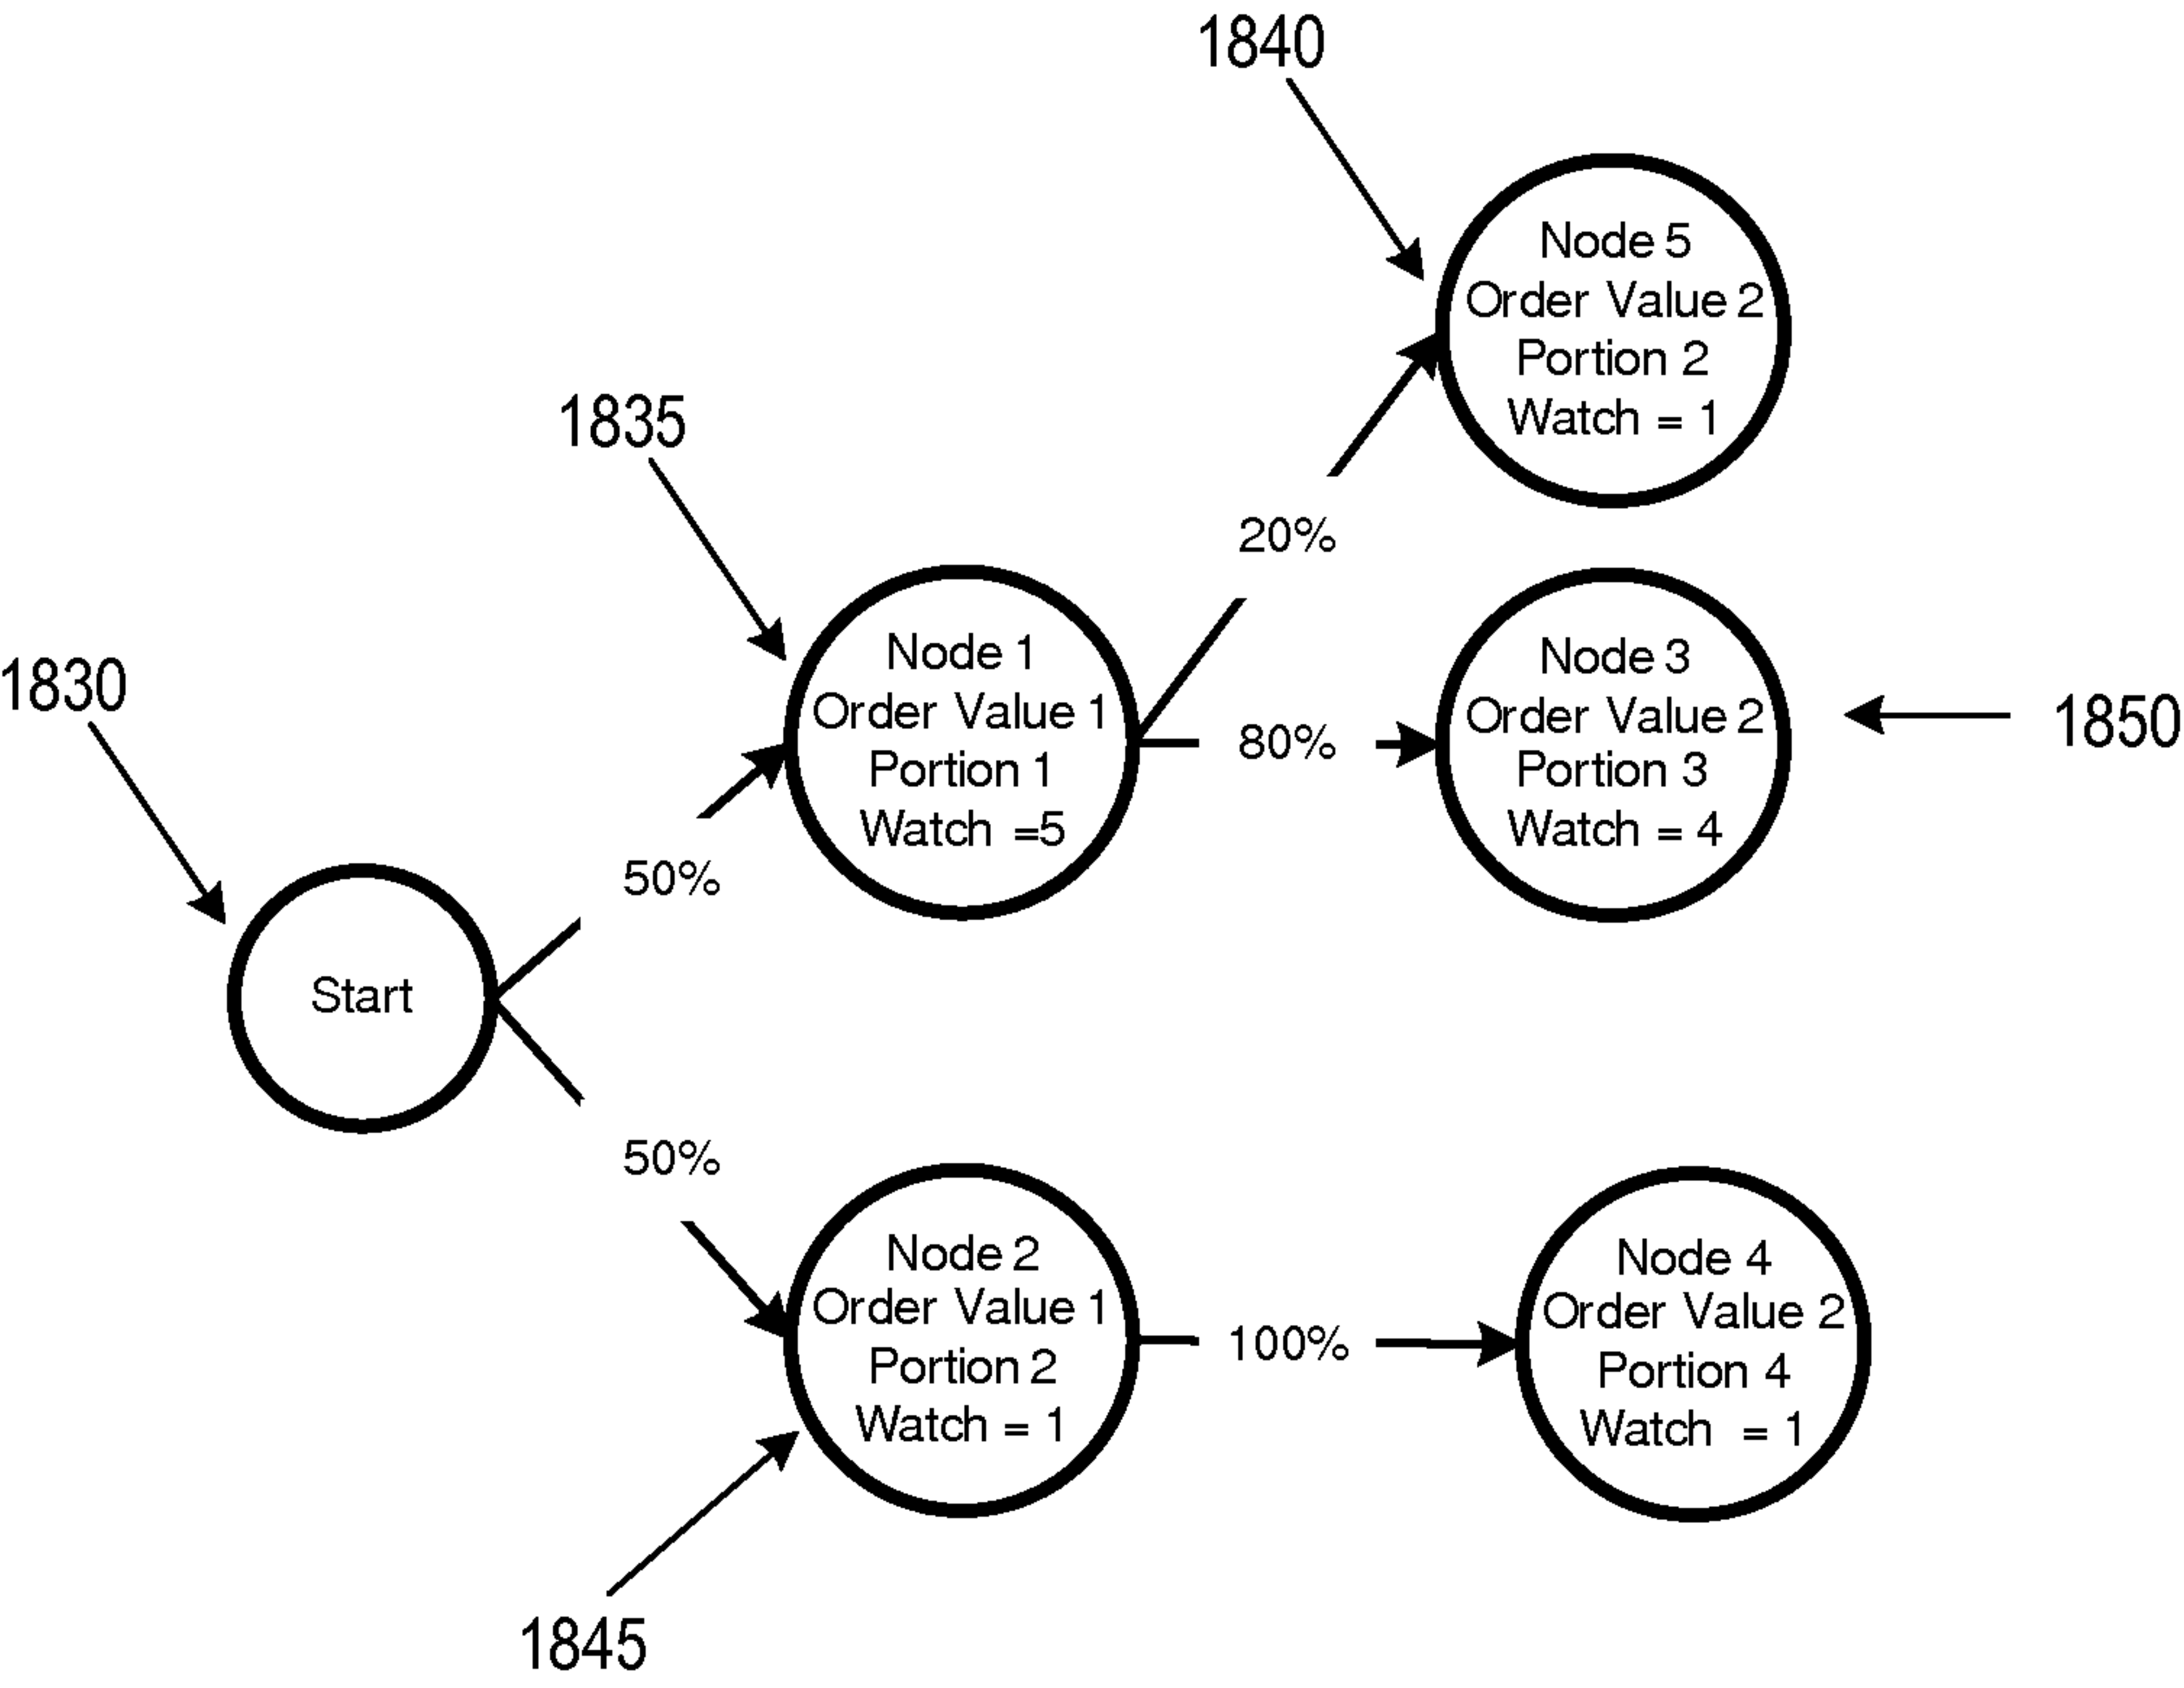 1840
Node 5
Order Value 2
Portion 2
Watch = 1
1835
20%
Node 1
Order Value 1
Portion 1
Watch =5
Node 3
Order Value 2
Portion 3
Watch = 4
1830
80%
1850
50%
Start
50%
Node 2
Order Value 1
Portion 2
Watch = 1
100%
Node 4
Order Value 2
Portion 4
Watch = 1
1845